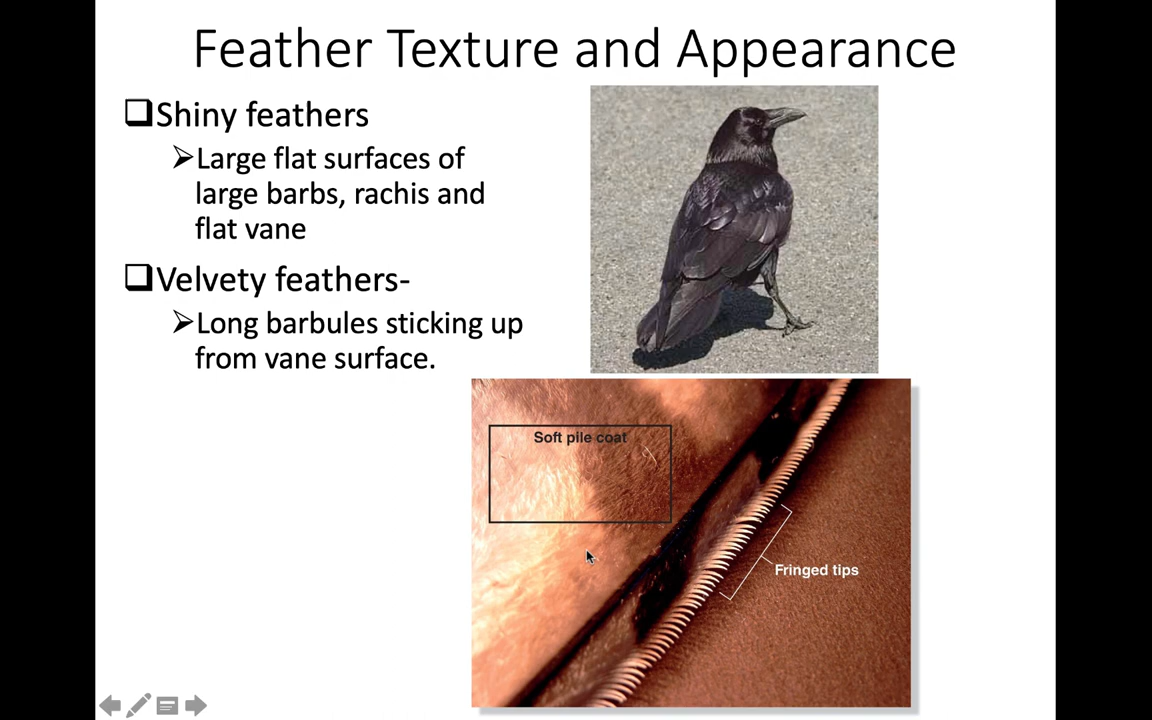 Feather Texture and Appearance
Shiny feathers
Large flat surfaces of
large barbs, rachis and
flat vane
Velvety feathers-
Long barbules sticking up
from vane surface.
Soft pile coat
Fringed tips